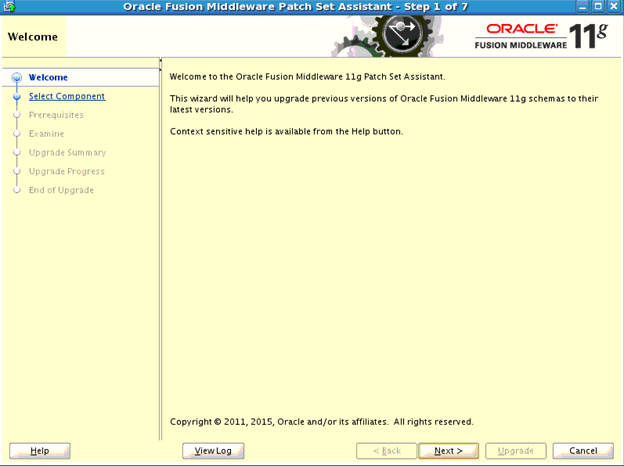 Oracle Fusion Middleware Patch Set Assistant - Step 1 of 7
Welcome
ORACLE
FUSION MIDDLEWARE 11g
Welcome
Select Component
Prerequisites
Examine
Upgrade Summary
Upgrade Progress
End of Upgrade
Welcome to the Oracle Fusion Middleware 11g Patch Set Assistant.
This wizard will help you upgrade previous versions of Oracle Fusion Middleware 11g schemas to their
latest versions.
Context sensitive help is available from the Help button.
Copyright © 2011, 2015, Oracle and/or its affiliates. All rights reserved.
Help View Log < Back Next > Upgrade Cancel